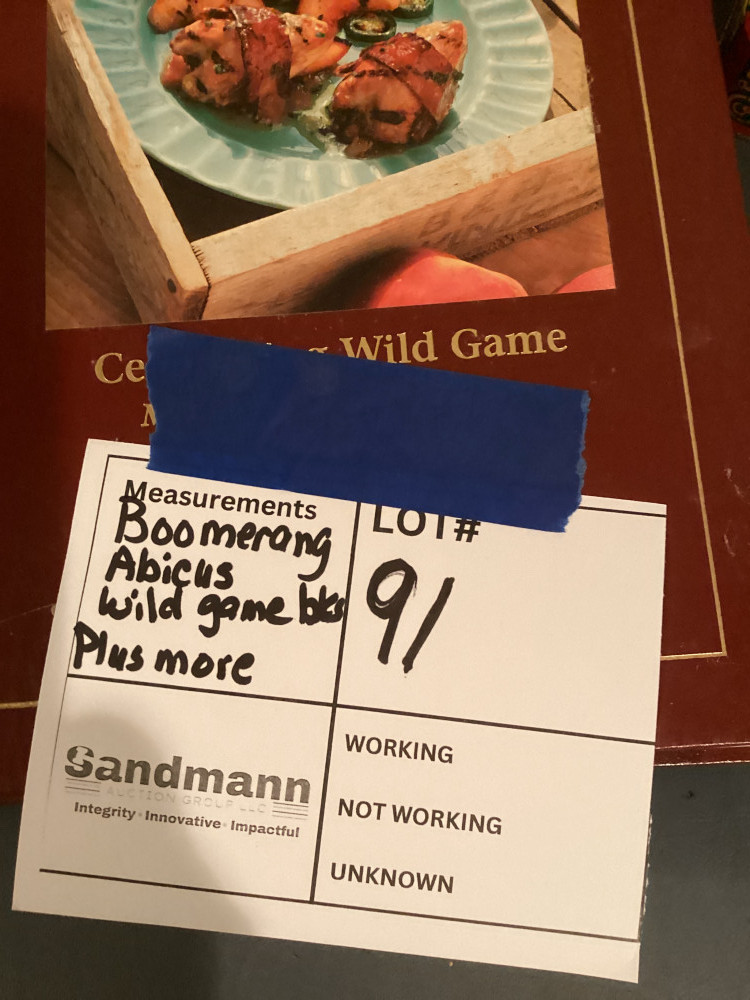 Wild Game
Measurements
Boomerang
Abicus
Wild game bks
Plus more
LOT#
91
Sandmann
AUCTION GROUP LLC
Integrity · Innovative · Impactful
WORKING
NOT WORKING
UNKNOWN